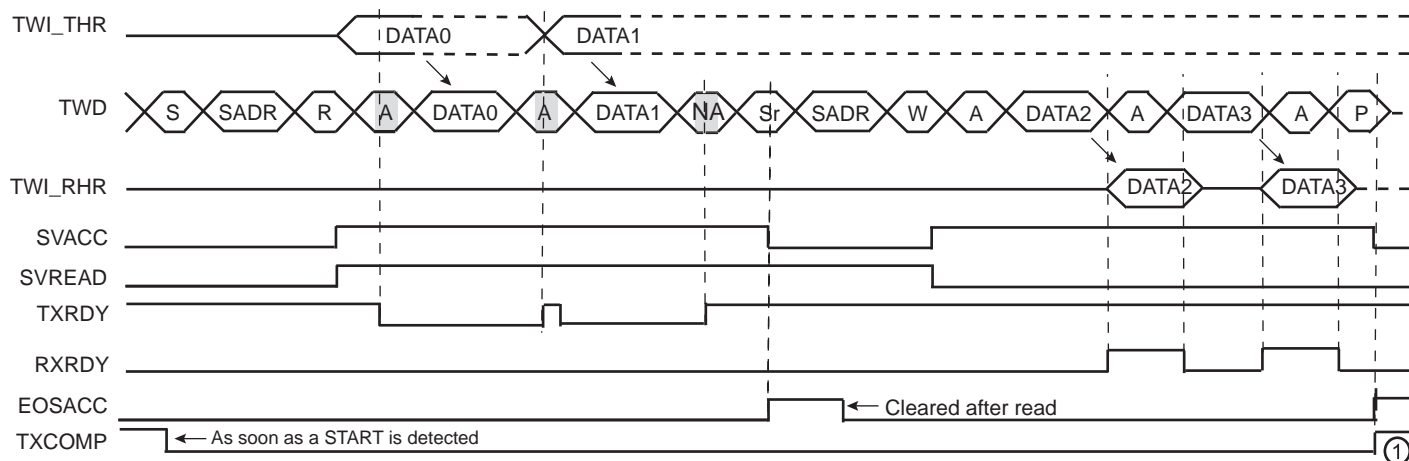 TWI_THR DATA0 DATA1
TWD S SADR R A DATA0 A DATA1 NA Sr SADR W A DATA2 A DATA3 A P
TWI_RHR DATA2 DATA3
SVACC
SVREAD
TXRDY
RXRDY
EOSACC Cleared after read
TXCOMP As soon as a START is detected 1